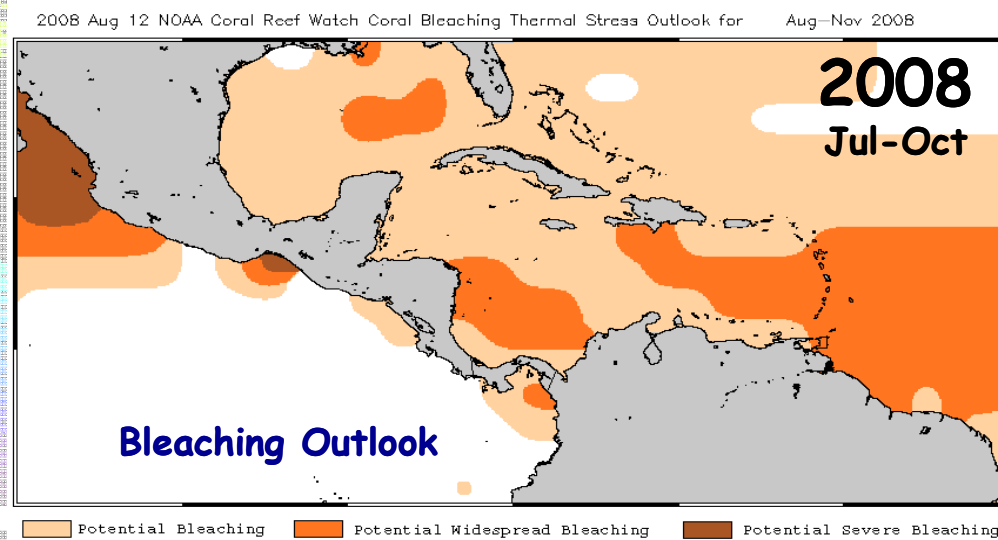 2008 Aug 12 NOAA Coral Reef Watch Coral Bleaching Thermal Stress Outlook for Aug-Nov 2008
2008
Jul-Oct
Bleaching Outlook
Potential Bleaching Potential Widespread Bleaching Potential Severe Bleaching